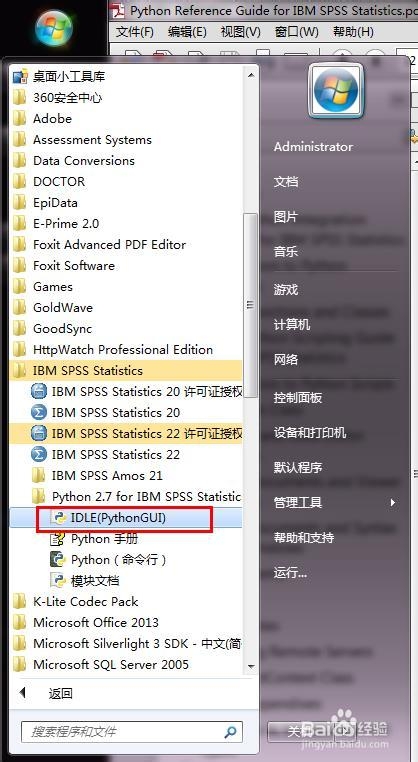 Python Reference Guide for IBM SPSS Statistics.pd
文件(F) 编辑(E) 视图(V) 窗口(W) 帮助(H)
桌面小工具库
360安全中心
Adobe
Assessment Systems
Data Conversions
DOCTOR
EpiData
E-Prime 2.0
Foxit Advanced PDF Editor
Foxit Software
Games
GoldWave
GoodSync
HttpWatch Professional Edition
IBM SPSS Statistics
IBM SPSS Statistics 20 许可证授权
IBM SPSS Statistics 20
IBM SPSS Statistics 22 许可证授权
IBM SPSS Statistics 22
IBM SPSS Amos 21
Python 2.7 for IBM SPSS Statistic
IDLE(PythonGUI)
Python 手册
Python（命令行）
模块文档
K-Lite Codec Pack
Microsoft Office 2013
Microsoft Silverlight 3 SDK - 中文(简
Microsoft SQL Server 2005
返回
搜索程序和文件
Administrator
文档
图片
音乐
游戏
计算机
网络
控制面板
设备和打印机
默认程序
管理工具
帮助和支持
运行...
Baidu经验
jingyan.baidu.com